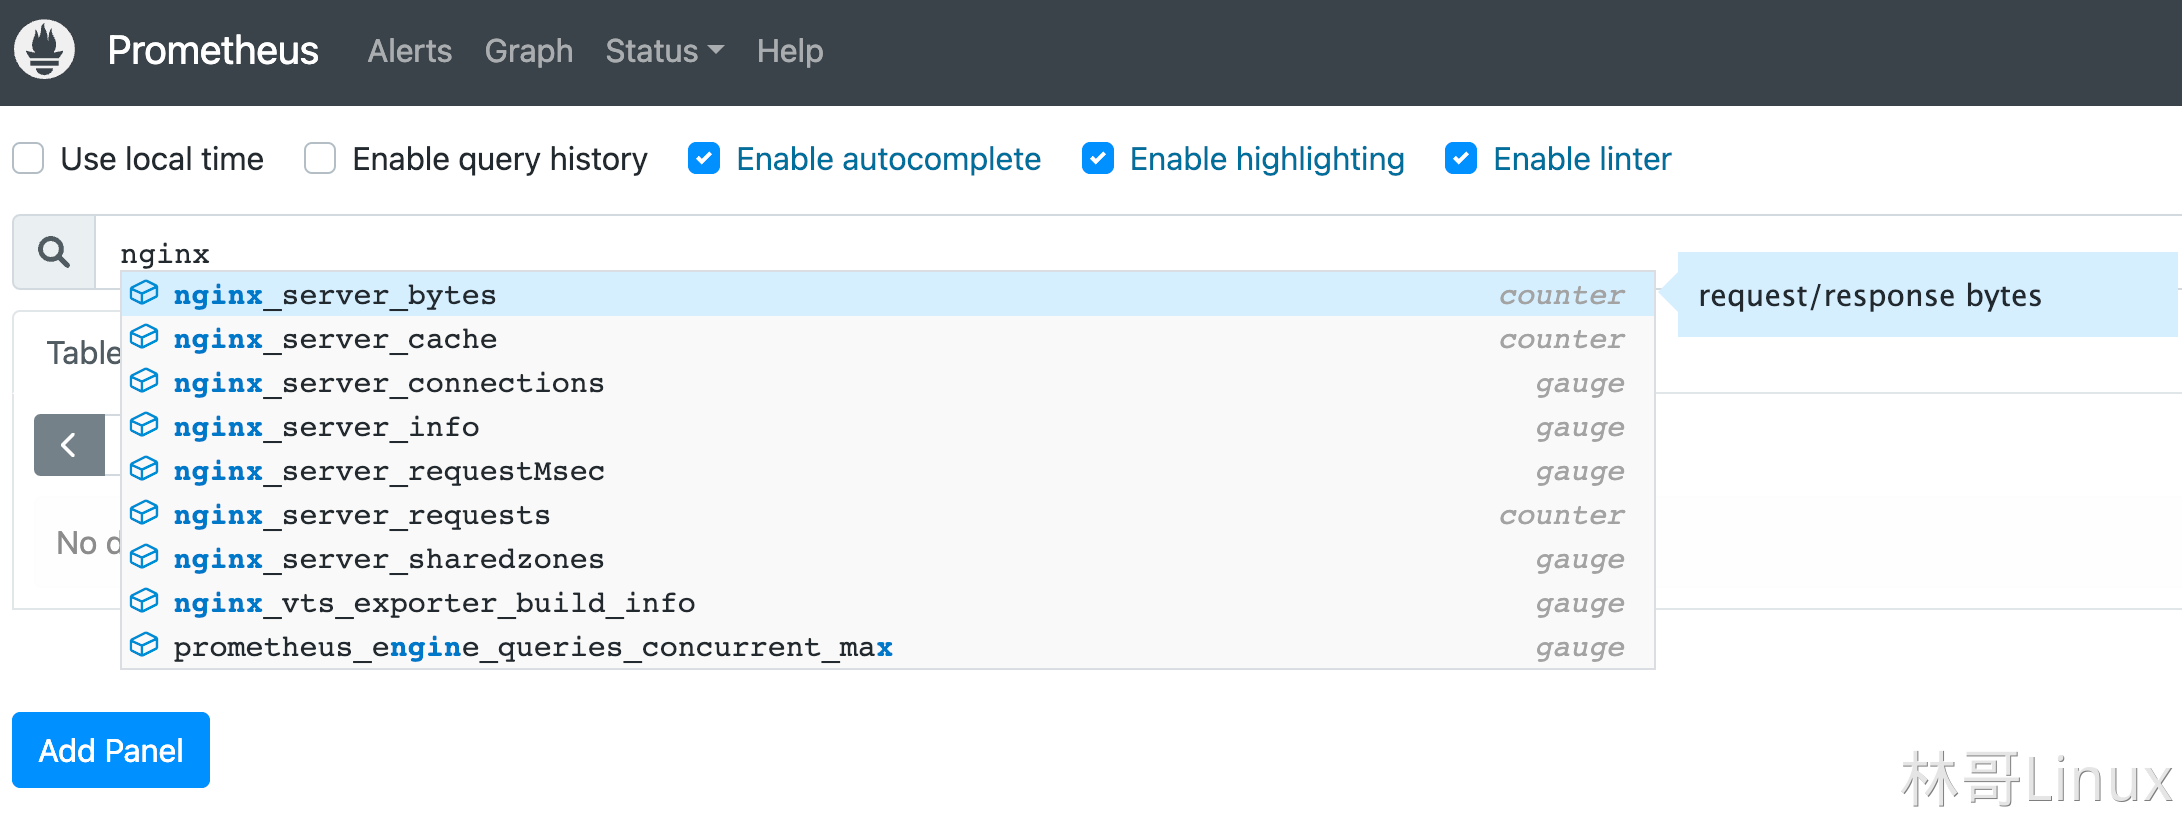 Prometheus Alerts Graph Status Help
Use local time Enable query history Enable autocomplete Enable highlighting Enable linter
nginx
nginx_server_bytes counter request/response bytes
nginx_server_cache counter
Table
nginx_server_connections gauge
nginx_server_info gauge
nginx_server_requestMsec gauge
nginx_server_requests counter
No d
nginx_server_sharedzones gauge
nginx_vts_exporter_build_info gauge
prometheus_engine_queries_concurrent_max gauge
Add Panel
林哥Linux